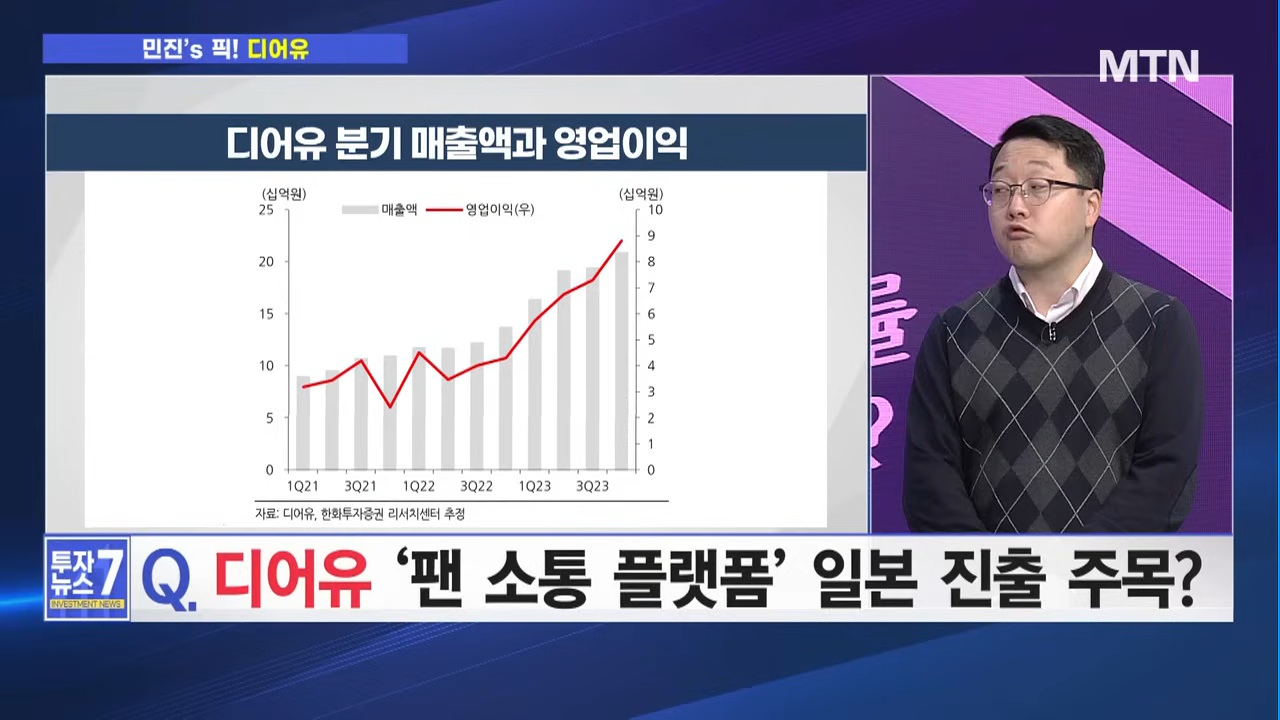 민진's 픽! 디어유
MTN
디어유 분기 매출액과 영업이익
(십억원)
(십억원)
매출액
영업이익(우)
25
20
15
10
5
0
10
9
8
7
6
5
4
3
2
1
0
1Q21
3Q21
1Q22
3Q22
1Q23
3Q23
자료: 디어유, 한화투자증권 리서치센터 추정
투자
뉴스 7
INVESTMENT NEWS
Q. 디어유 '팬 소통 플랫폼' 일본 진출 주목?